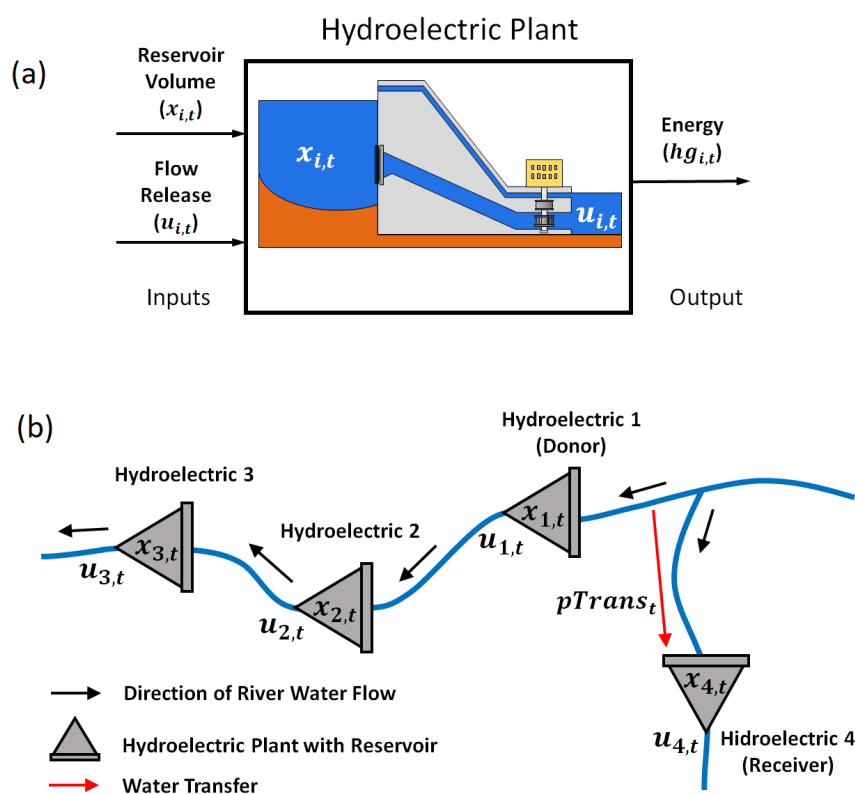 Hydroelectric Plant
(a)
Reservoir
Volume
(x_{i,t})
Flow
Release
(u_{i,t})
Inputs
x_{i,t}
u_{i,t}
Energy
(hg_{i,t})
Output
(b)
Hydroelectric 1
(Donor)
Hydroelectric 3
Hydroelectric 2
x_{1,t}
u_{1,t}
x_{3,t}
u_{3,t}
x_{2,t}
u_{2,t}
pTrans_t
x_{4,t}
u_{4,t}
Hidroelectric 4
(Receiver)
Direction of River Water Flow
Hydroelectric Plant with Reservoir
Water Transfer